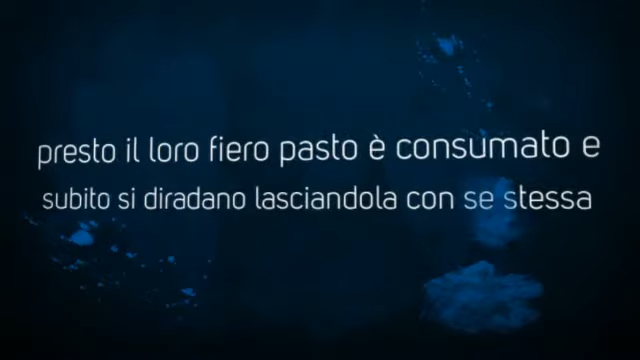 presto il loro fiero pasto è consumato e
subito si diradano lasciandola con se stessa